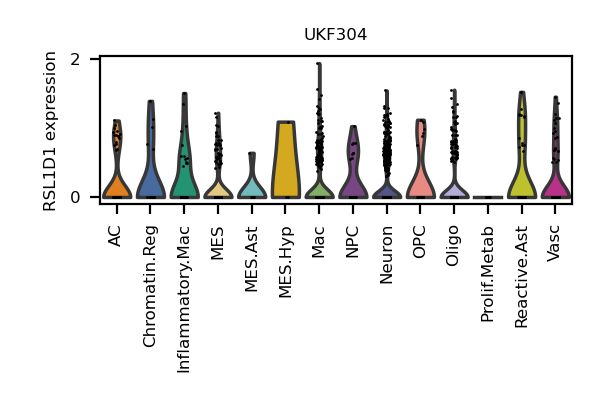 UKF304
RSL1D1 expression
2
0
AC
Chromatin.Reg
Inflammatory.Mac
MES
MES.Ast
MES.Hyp
Mac
NPC
Neuron
OPC
Oligo
Prolif.Metab
Reactive.Ast
Vasc